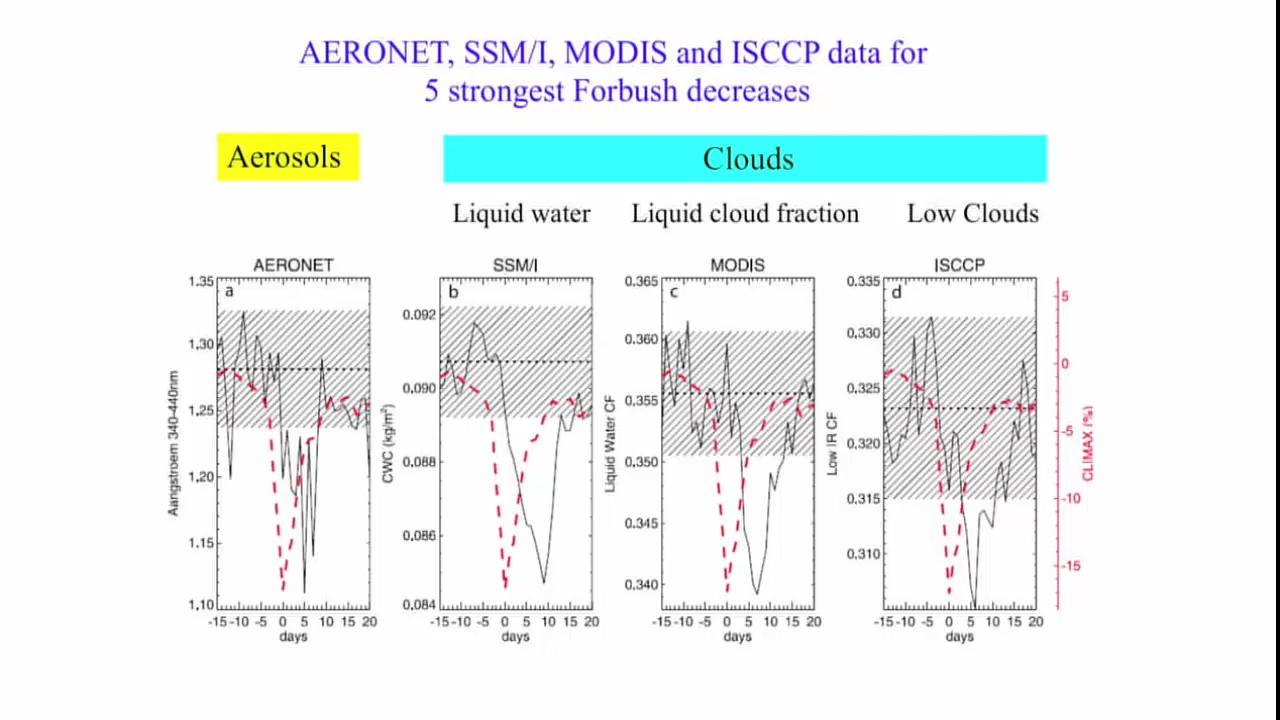 AERONET, SSM/I, MODIS and ISCCP data for
5 strongest Forbush decreases
Aerosols
Clouds
Liquid water
Liquid cloud fraction
Low Clouds
AERONET
SSM/I
MODIS
ISCCP
a
b
c
d
1.35
1,30
1.25
1,20
1.15
1,10
Aangstroem 340-440nm
-15 -10 -5 0 5 10 15 20
days
0.092
0.090
0.088
0.086
0.084
CWC (kg/m²)
-15 -10 -5 0 5 10 15 20
days
0.365
0.360
0.355
0.350
0.345
0.340
Liquid Water CF
-15 -10 -5 0 5 10 15 20
days
0.335
0,330
0,325
0,320
0,315
0,310
Low IR CF
-15 -10 -5 0 5 10 15 20
days
5
0
-5
-10
-15
CLIMAX (%)